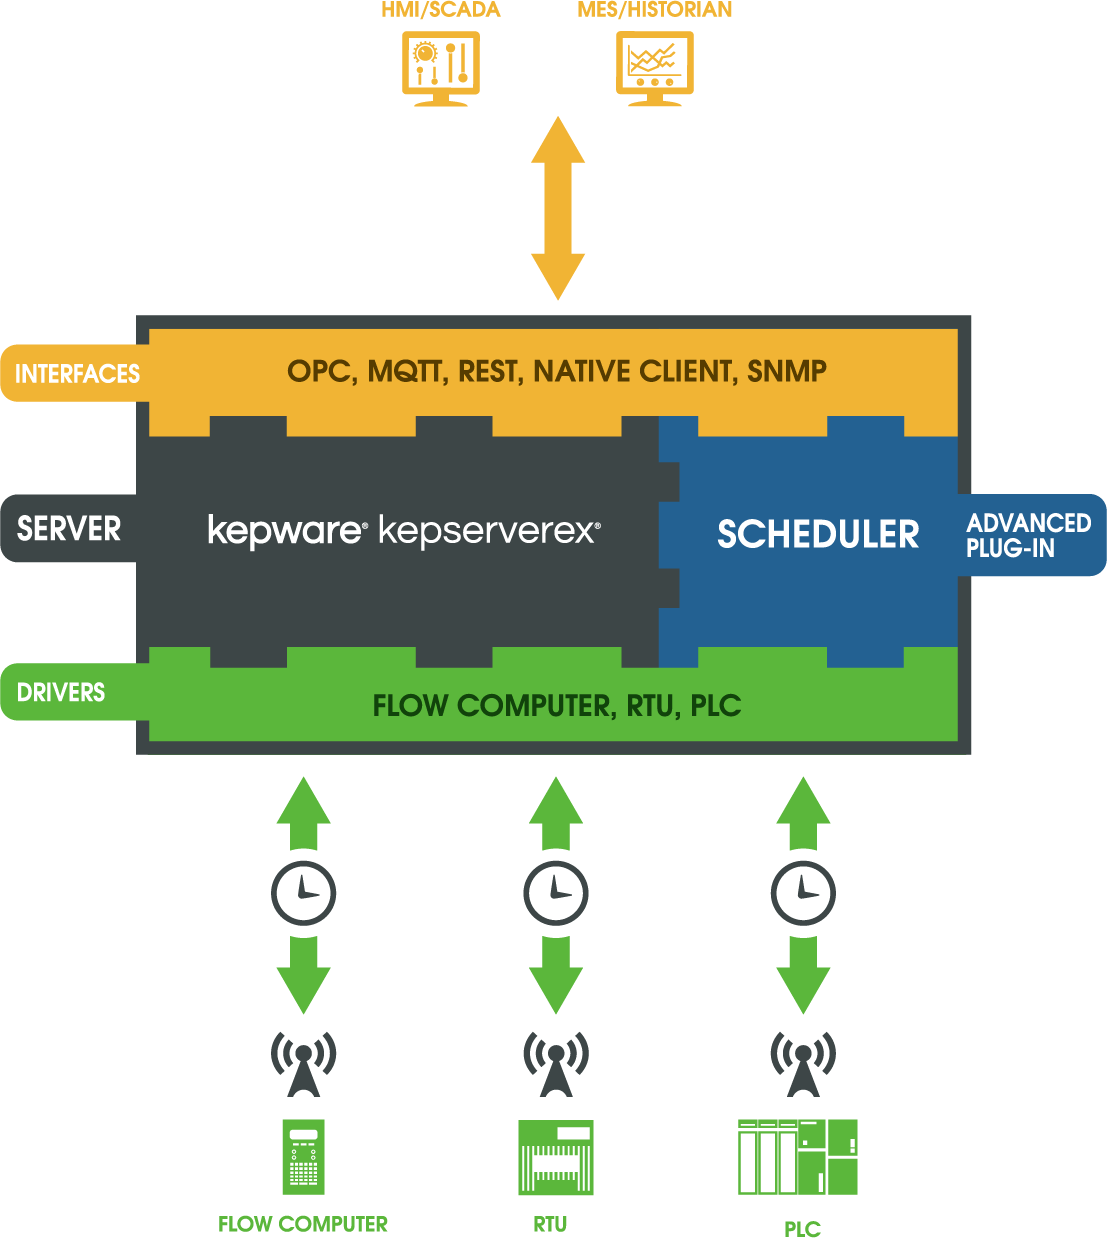 HMI/SCADA
MES/HISTORIAN
INTERFACES
OPC, MQTT, REST, NATIVE CLIENT, SNMP
SERVER
kepware® kepserverex®
SCHEDULER
ADVANCED
PLUG-IN
DRIVERS
FLOW COMPUTER, RTU, PLC
FLOW COMPUTER
RTU
PLC